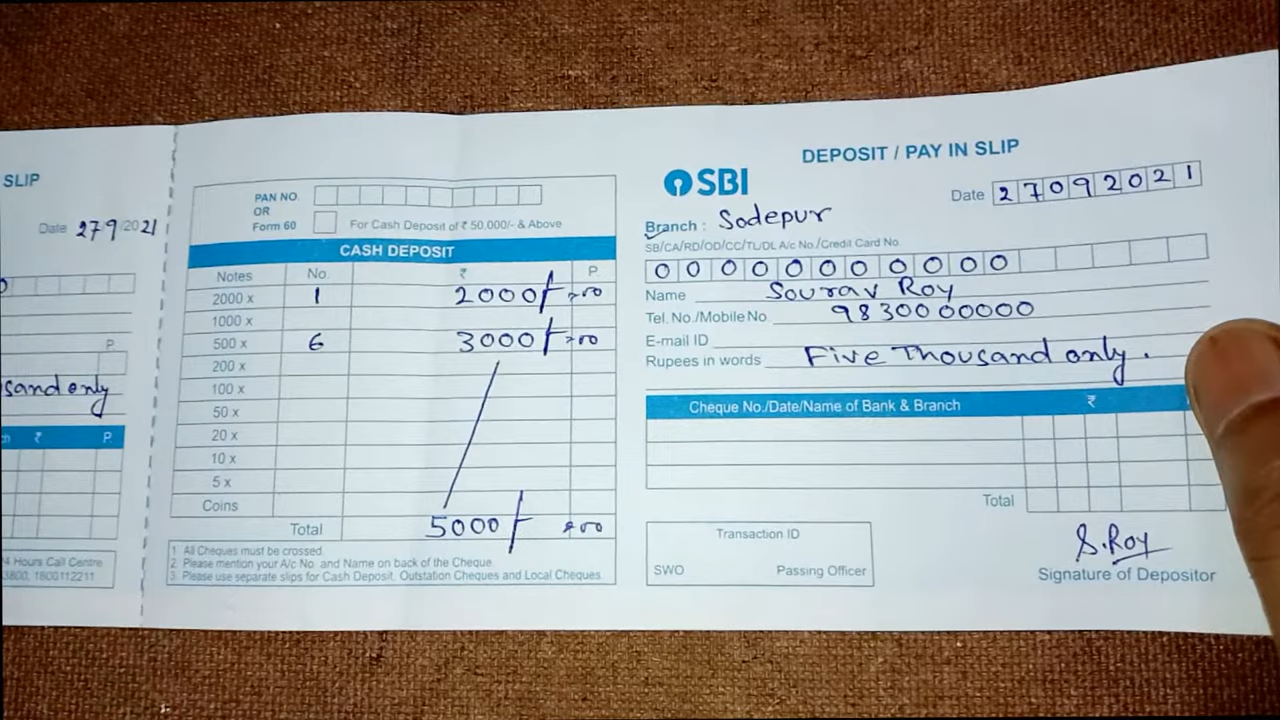 SLIP
Date 27 9 2021
P.
sand only
₹ P.
4 Hours Call Centre
3800, 1800112211
PAN NO.
OR
Form 60 For Cash Deposit of ₹ 50,000/- & Above
CASH DEPOSIT
Notes No. ₹ P.
2000 x 1 2000/- =00
1000 x
500 x 6 3000/- =00
200 x
100 x
50 x
20 x
10 x
5 x
Coins
Total 5000/- =00
1. All Cheques must be crossed.
2. Please mention your A/c No. and Name on back of the Cheque.
3. Please use separate slips for Cash Deposit, Outstation Cheques and Local Cheques.
DEPOSIT / PAY IN SLIP
SBI
Date 27092021
Branch : Sodepur
SB/CA/RD/OD/CC/TL/DL A/c No./Credit Card No.
00000000000
Name Sourav Roy
Tel. No./Mobile No. 9830000000
E-mail ID
Rupees in words Five Thousand only.
Cheque No./Date/Name of Bank & Branch ₹
Total
Transaction ID
SWO Passing Officer
S.Roy
Signature of Depositor